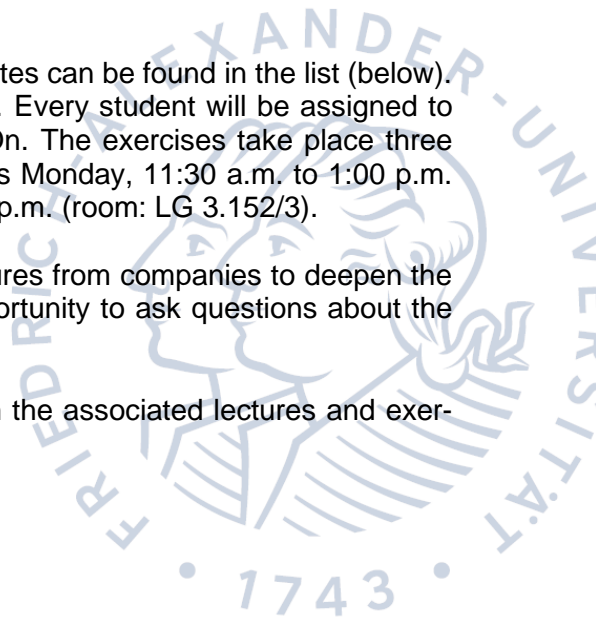 tes can be found in the list (below).
. Every student will be assigned to
On. The exercises take place three
s Monday, 11:30 a.m. to 1:00 p.m.
p.m. (room: LG 3.152/3).
ures from companies to deepen the
ortunity to ask questions about the
n the associated lectures and exer-
FRIEDRICH-ALEXANDER-UNIVERSITÄT
• 1743 •